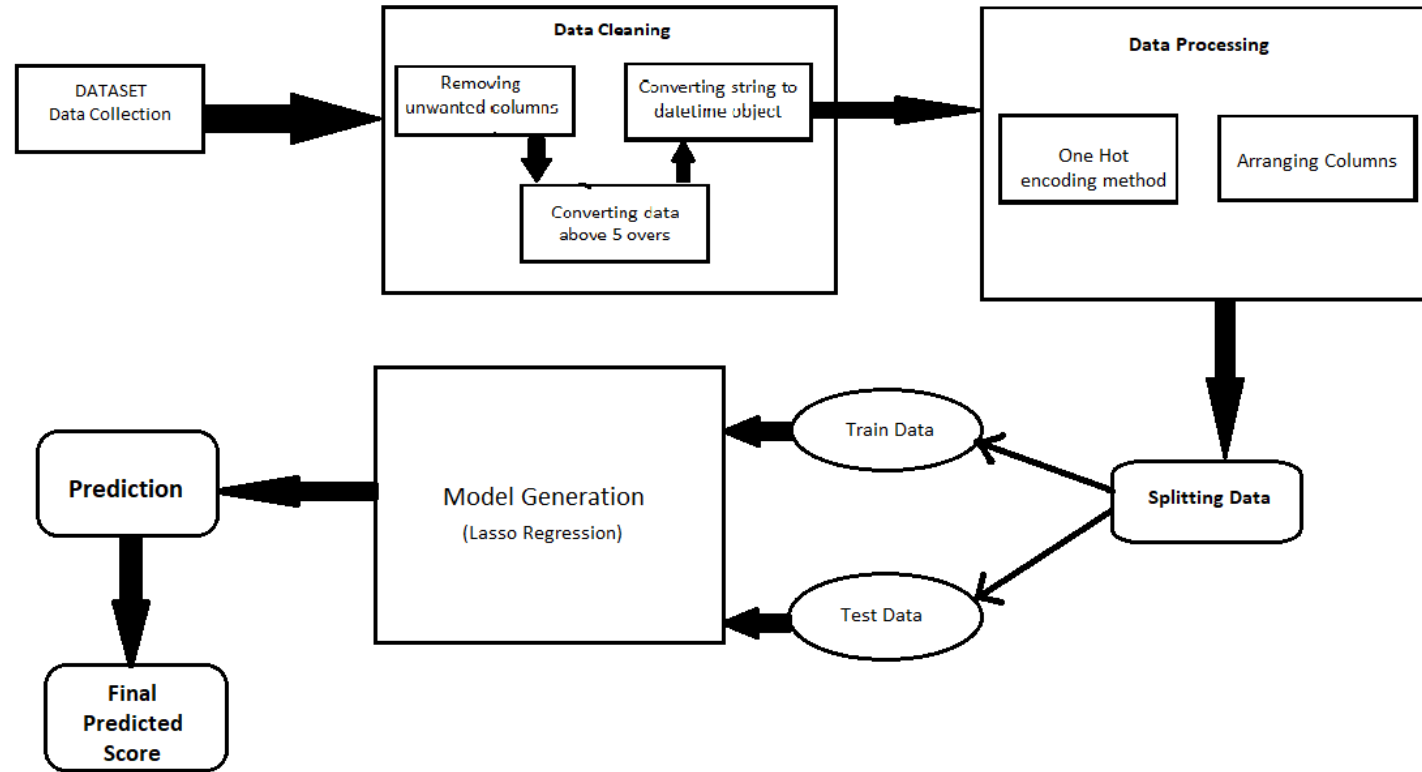 DATASET
Data Collection
Data Cleaning
Removing
unwanted columns
Converting data
above 5 overs
Converting string to
datetime object
Data Processing
One Hot
encoding method
Arranging Columns
Splitting Data
Train Data
Test Data
Model Generation
(Lasso Regression)
Prediction
Final
Predicted
Score